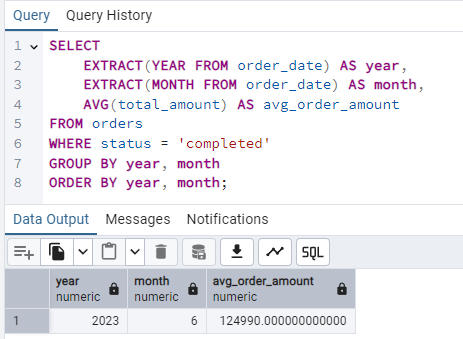 Query Query History
1 SELECT
2 EXTRACT(YEAR FROM order_date) AS year,
3 EXTRACT(MONTH FROM order_date) AS month,
4 AVG(total_amount) AS avg_order_amount
5 FROM orders
6 WHERE status = 'completed'
7 GROUP BY year, month
8 ORDER BY year, month;
Data Output Messages Notifications
SQL
year month avg_order_amount
numeric numeric numeric
1 2023 6 124990.000000000000